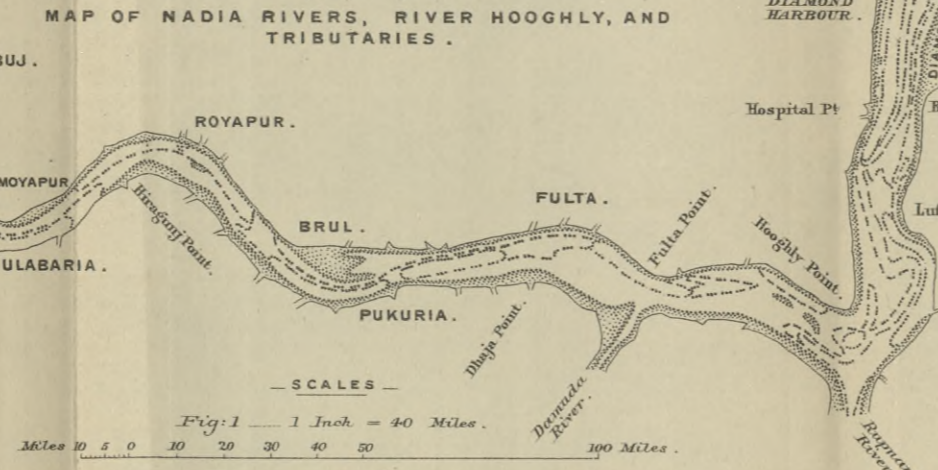 MAP OF NADIA RIVERS, RIVER HOOGHLY, AND
TRIBUTARIES.
DIAMOND
HARBOUR.
Hospital Pt
ROYAPUR.
MOYAPUR
Hiragunj Point.
ULABARIA.
BRUL.
FULTA.
Fulta Point.
Hooghly Point.
PUKURIA.
Dhaja Point.
Damuda
River.
SCALES
Fig: 1 1 Inch = 40 Miles.
Miles 10 5 0 10 20 30 40 50 100 Miles.